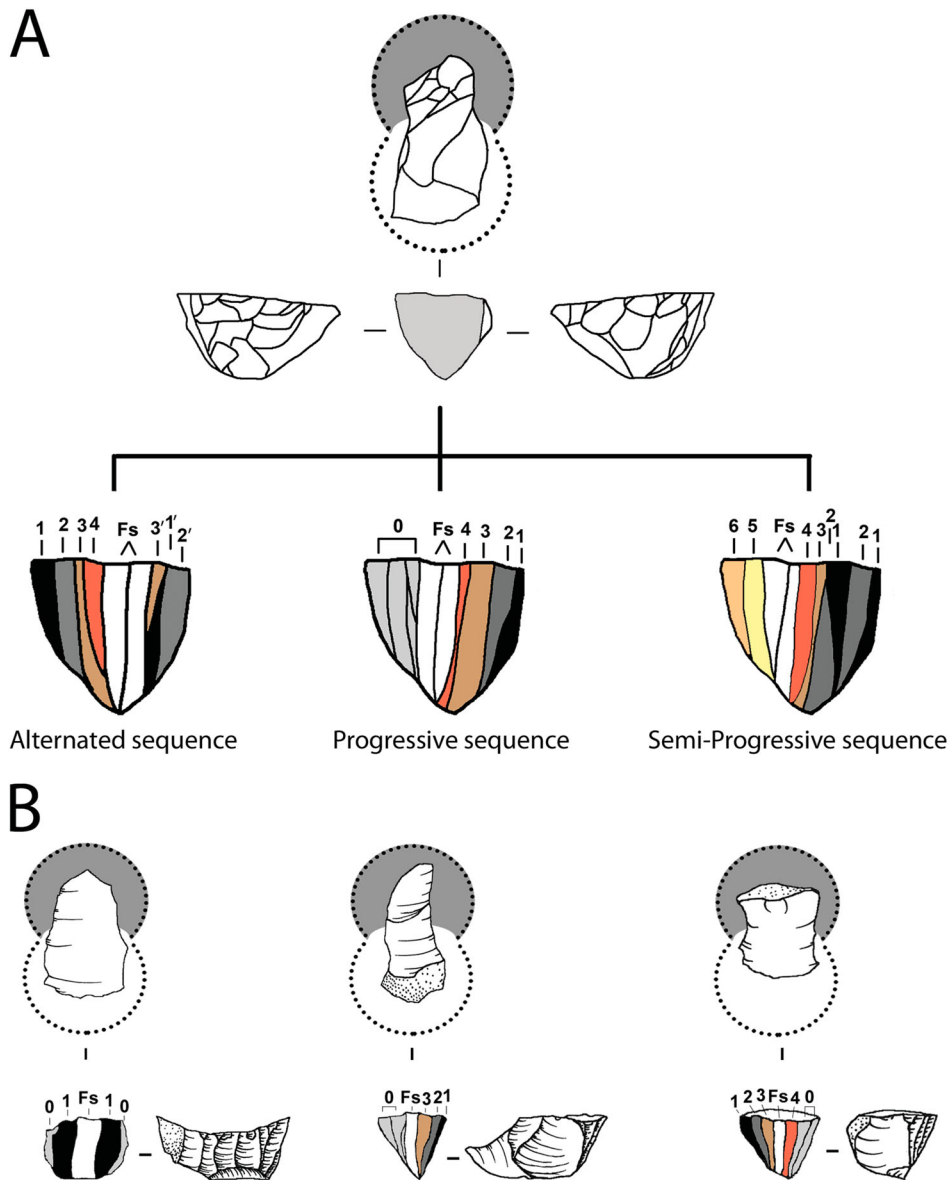 A
1 2 3 4 Fs 3' 1' 2'
0 Fs 4 3 2 1
6 5 Fs 4 3 2 1 2 1
Alternated sequence
Progressive sequence
Semi-Progressive sequence
B
0 1 Fs 1 0
0 Fs 3 2 1
1 2 3 Fs 4 0